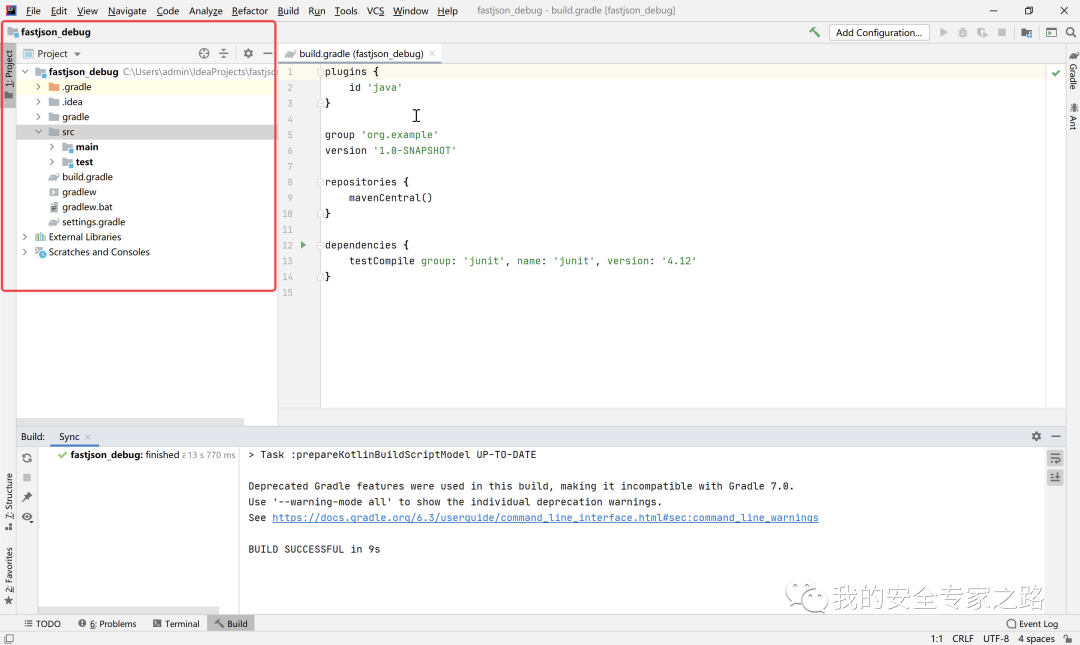 File Edit View Navigate Code Analyze Refactor Build Run Tools VCS Window Help fastjson_debug - build.gradle [fastjson_debug]
fastjson_debug
Add Configuration...
1: Project
Project
fastjson_debug C:\Users\admin\IdeaProjects\fastjso
.gradle
.idea
gradle
src
main
test
build.gradle
gradlew
gradlew.bat
settings.gradle
External Libraries
Scratches and Consoles
build.gradle (fastjson_debug)
1 plugins {
2 id 'java'
3 }
4
5 group 'org.example'
6 version '1.0-SNAPSHOT'
7
8 repositories {
9 mavenCentral()
10 }
11
12 dependencies {
13 testCompile group: 'junit', name: 'junit', version: '4.12'
14 }
15
Gradle
Ant
Build: Sync
fastjson_debug: finished a 13 s 770 ms
> Task :prepareKotlinBuildScriptModel UP-TO-DATE
Deprecated Gradle features were used in this build, making it incompatible with Gradle 7.0.
Use '--warning-mode all' to show the individual deprecation warnings.
See https://docs.gradle.org/6.3/userguide/command_line_interface.html#sec:command_line_warnings
BUILD SUCCESSFUL in 9s
7: Structure
2: Favorites
我的安全专家之路
TODO 6: Problems Terminal Build Event Log
1:1 CRLF UTF-8 4 spaces